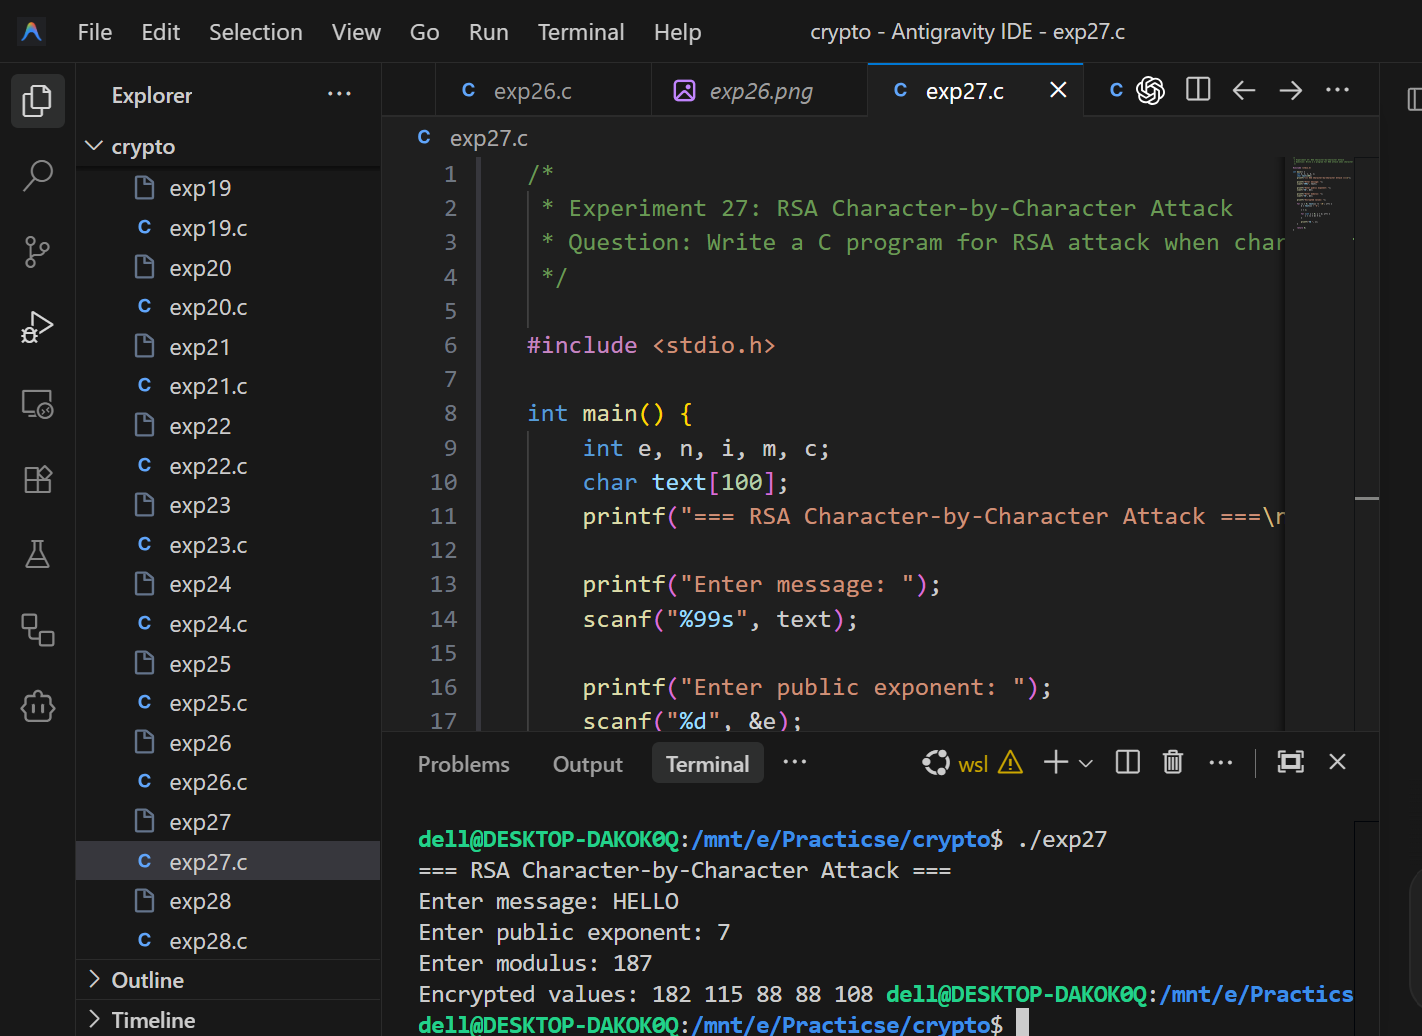 File Edit Selection View Go Run Terminal Help
crypto - Antigravity IDE - exp27.c
Explorer
crypto
exp19
C exp19.c
exp20
C exp20.c
exp21
C exp21.c
exp22
C exp22.c
exp23
C exp23.c
exp24
C exp24.c
exp25
C exp25.c
exp26
C exp26.c
exp27
C exp27.c
exp28
C exp28.c
Outline
Timeline
C exp26.c exp26.png C exp27.c C
C exp27.c
1 /*
2 * Experiment 27: RSA Character-by-Character Attack
3 * Question: Write a C program for RSA attack when char
4 */
5
6 #include <stdio.h>
7
8 int main() {
9 int e, n, i, m, c;
10 char text[100];
11 printf("=== RSA Character-by-Character Attack ===\n
12
13 printf("Enter message: ");
14 scanf("%99s", text);
15
16 printf("Enter public exponent: ");
17 scanf("%d", &e);
Problems Output Terminal wsl
dell@DESKTOP-DAKOK0Q:/mnt/e/Practicse/crypto$ ./exp27
=== RSA Character-by-Character Attack ===
Enter message: HELLO
Enter public exponent: 7
Enter modulus: 187
Encrypted values: 182 115 88 88 108 dell@DESKTOP-DAKOK0Q:/mnt/e/Practics
dell@DESKTOP-DAKOK0Q:/mnt/e/Practicse/crypto$